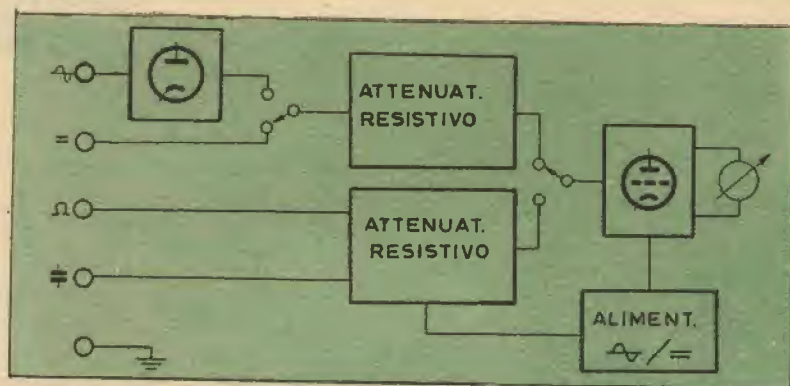 ATTENUAT.
RESISTIVO
=
Ω
ATTENUAT.
RESISTIVO
ALIMENT.